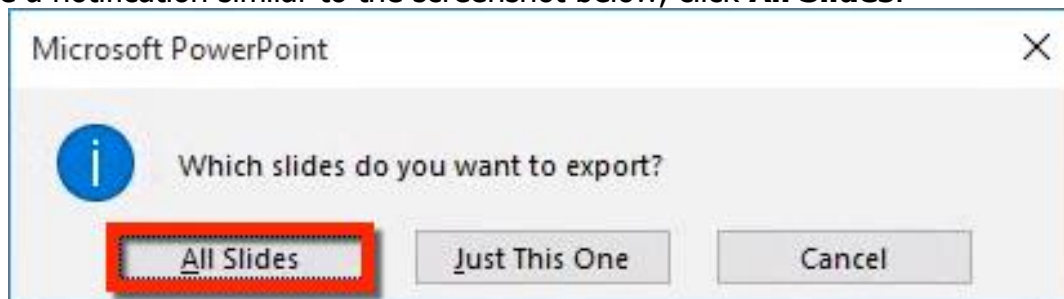 s a notification similar to the screenshot below, click All Slides.
Microsoft PowerPoint
Which slides do you want to export?
All Slides
Just This One
Cancel